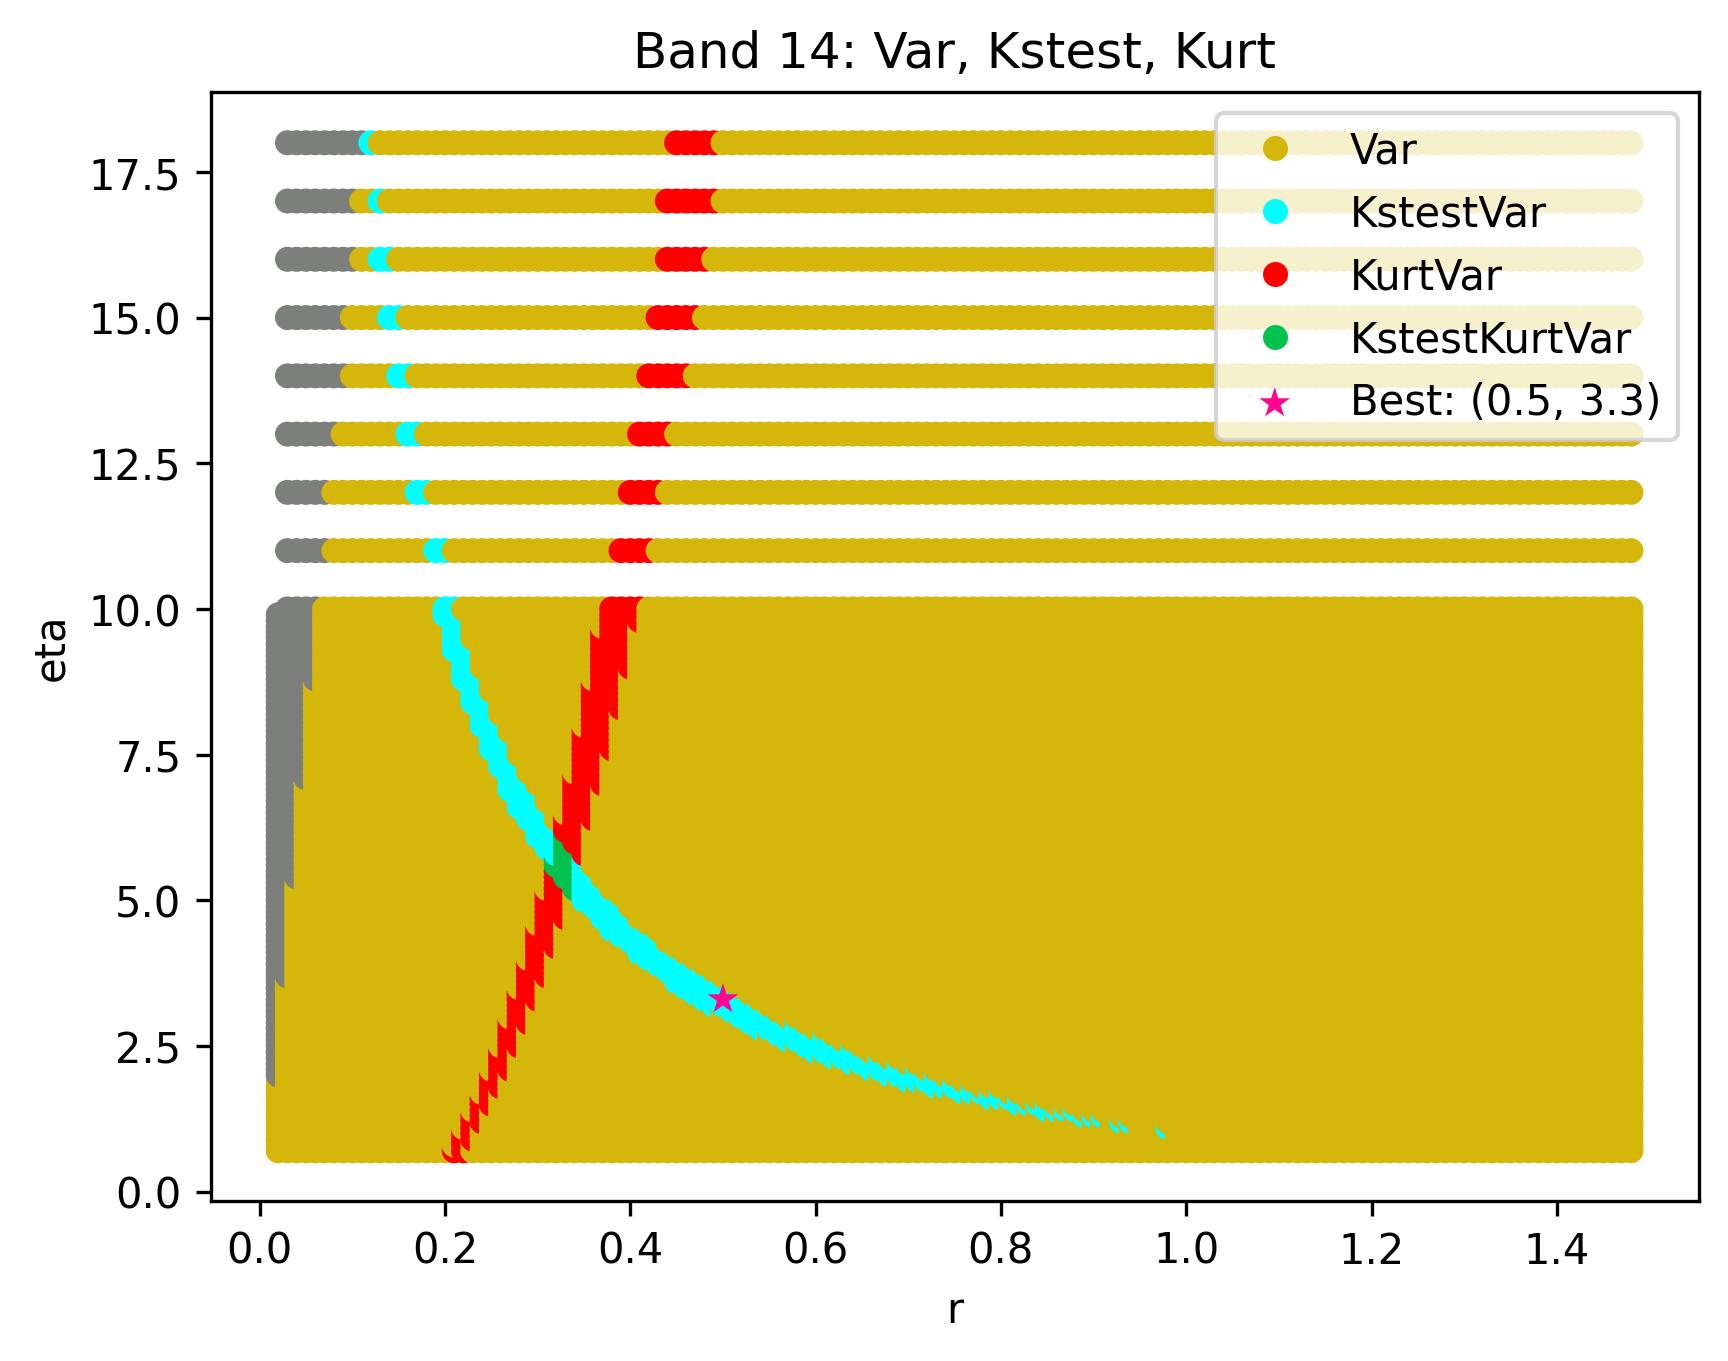 Band 14: Var, Kstest, Kurt
Var
KstestVar
KurtVar
KstestKurtVar
Best: (0.5, 3.3)
eta
17.5
15.0
12.5
10.0
7.5
5.0
2.5
0.0
0.0 0.2 0.4 0.6 0.8 1.0 1.2 1.4
r